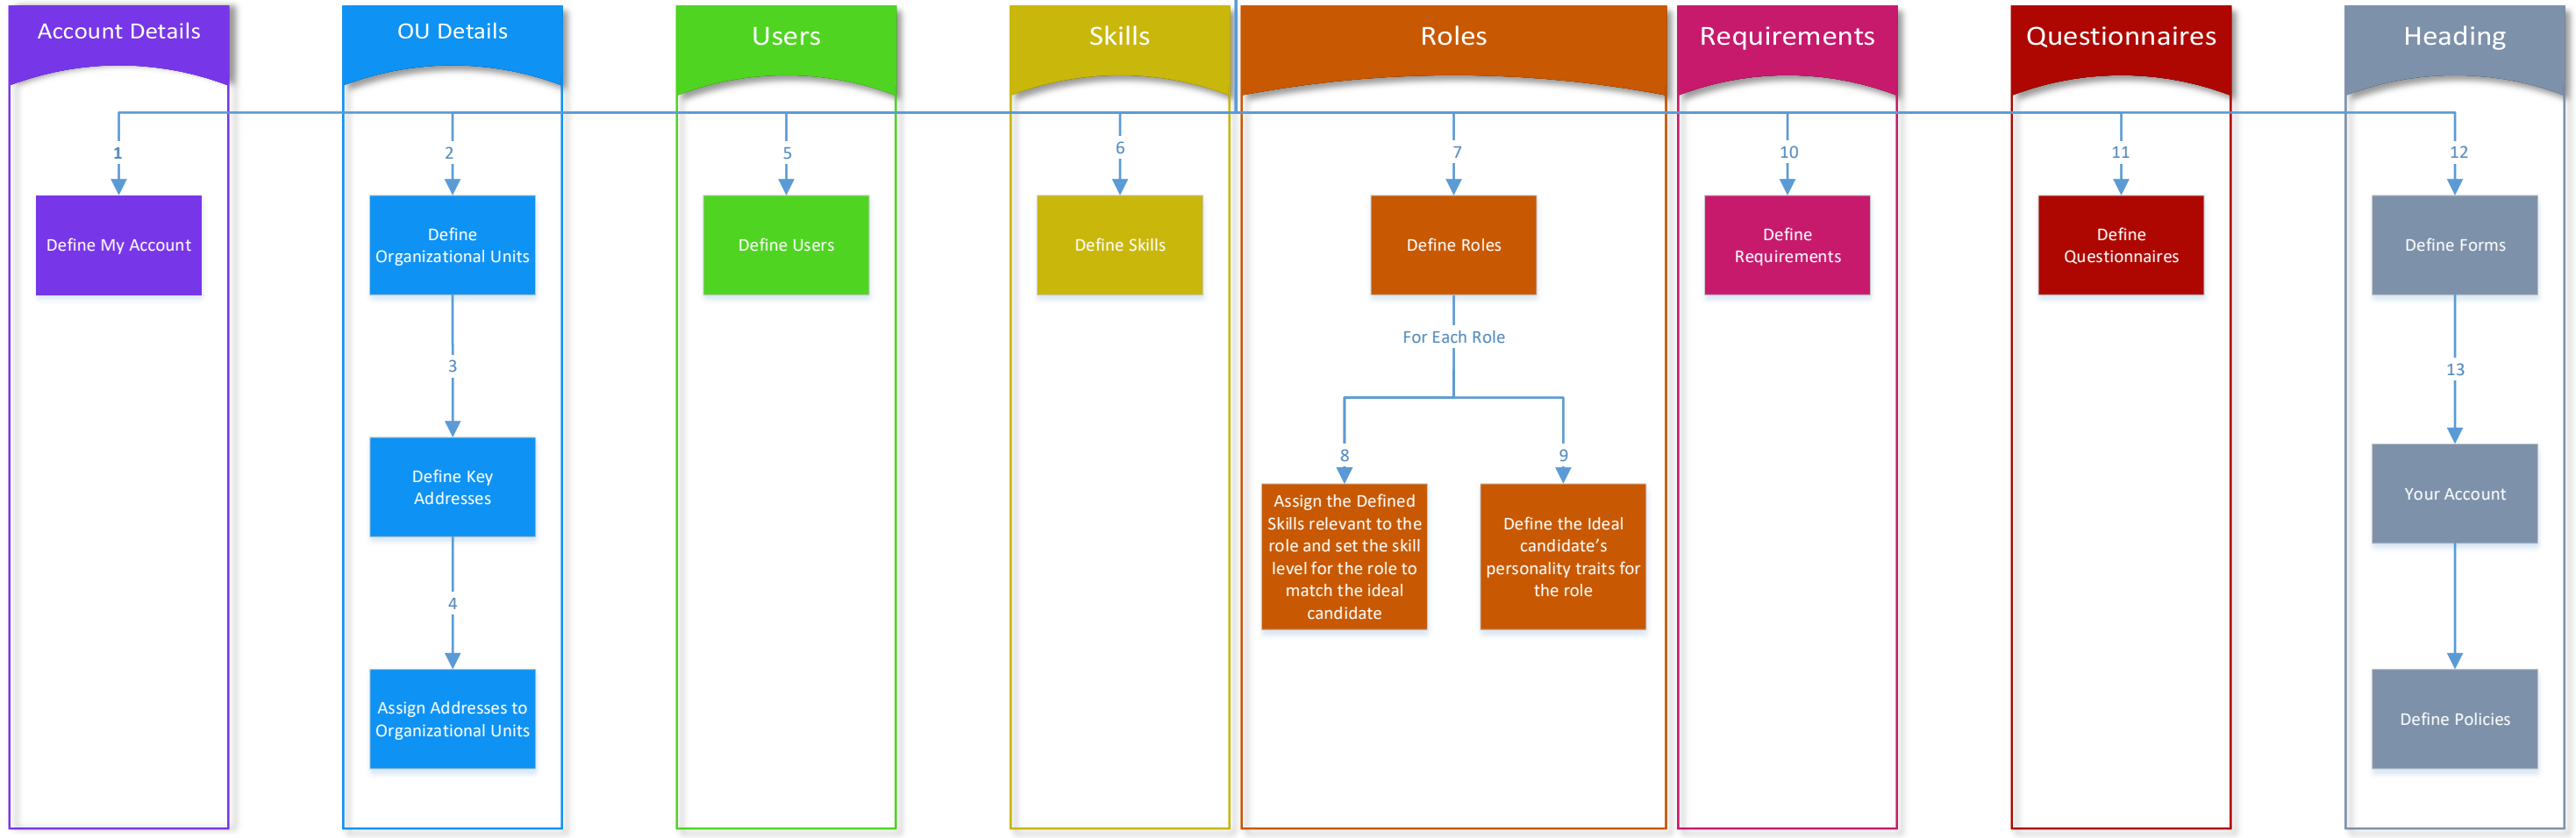 Account Details
OU Details
Users
Skills
Roles
Requirements
Questionnaires
Heading
1
2
5
6
7
10
11
12
Define My Account
Define
Organizational Units
Define Users
Define Skills
Define Roles
Define
Requirements
Define
Questionnaires
Define Forms
For Each Role
3
13
8
9
Define Key
Addresses
Assign the Defined
Skills relevant to the
role and set the skill
level for the role to
match the ideal
candidate
Define the Ideal
candidate’s
personality traits for
the role
Your Account
4
Assign Addresses to
Organizational Units
Define Policies